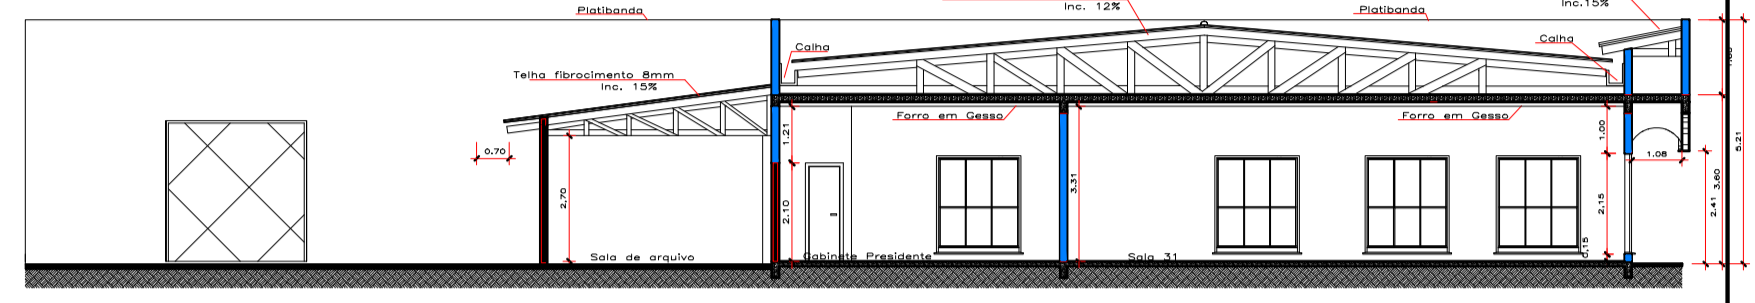 Platibanda
Inc. 12%
Platibanda
Inc.15%
Calha
Calha
Telha fibrocimento 8mm
Inc. 15%
Forro em Gesso
Forro em Gesso
0.70
2,70
1.21
2.10
3.31
1.00
2,15
0,15
1.08
2.41
3.60
5.21
Sala de arquivo
Gabinete Presidente
Sala 31